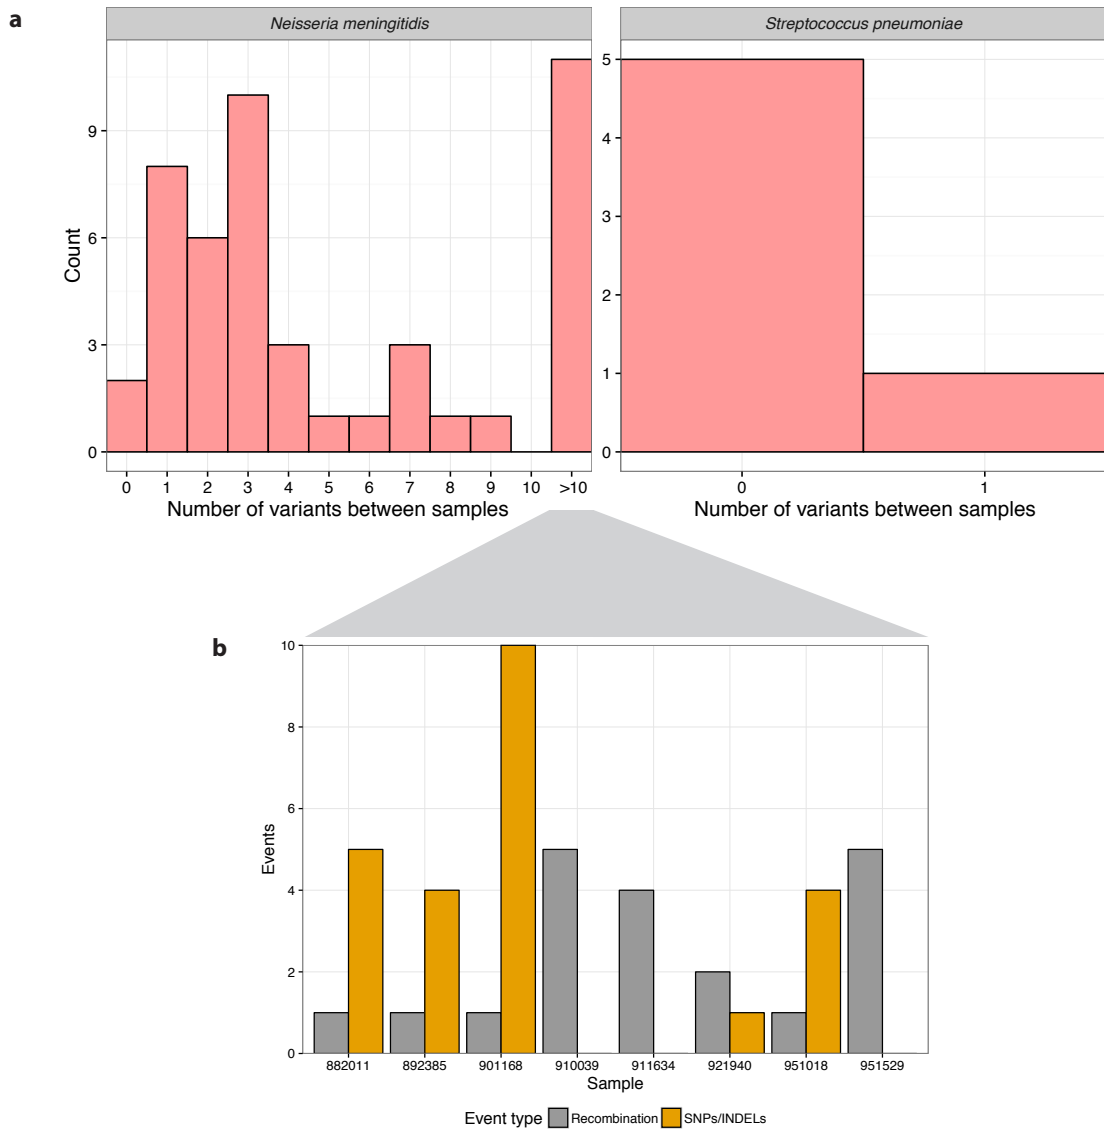 a
Neisseria meningitidis
Streptococcus pneumoniae
Count
9
6
3
0
5
4
3
2
1
0
0 1 2 3 4 5 6 7 8 9 10 >10
0 1
Number of variants between samples
Number of variants between samples
b
Events
10
8
6
4
2
0
882011 892385 901168 910039 911634 921940 951018 951529
Sample
Event type Recombination SNPs/INDELs